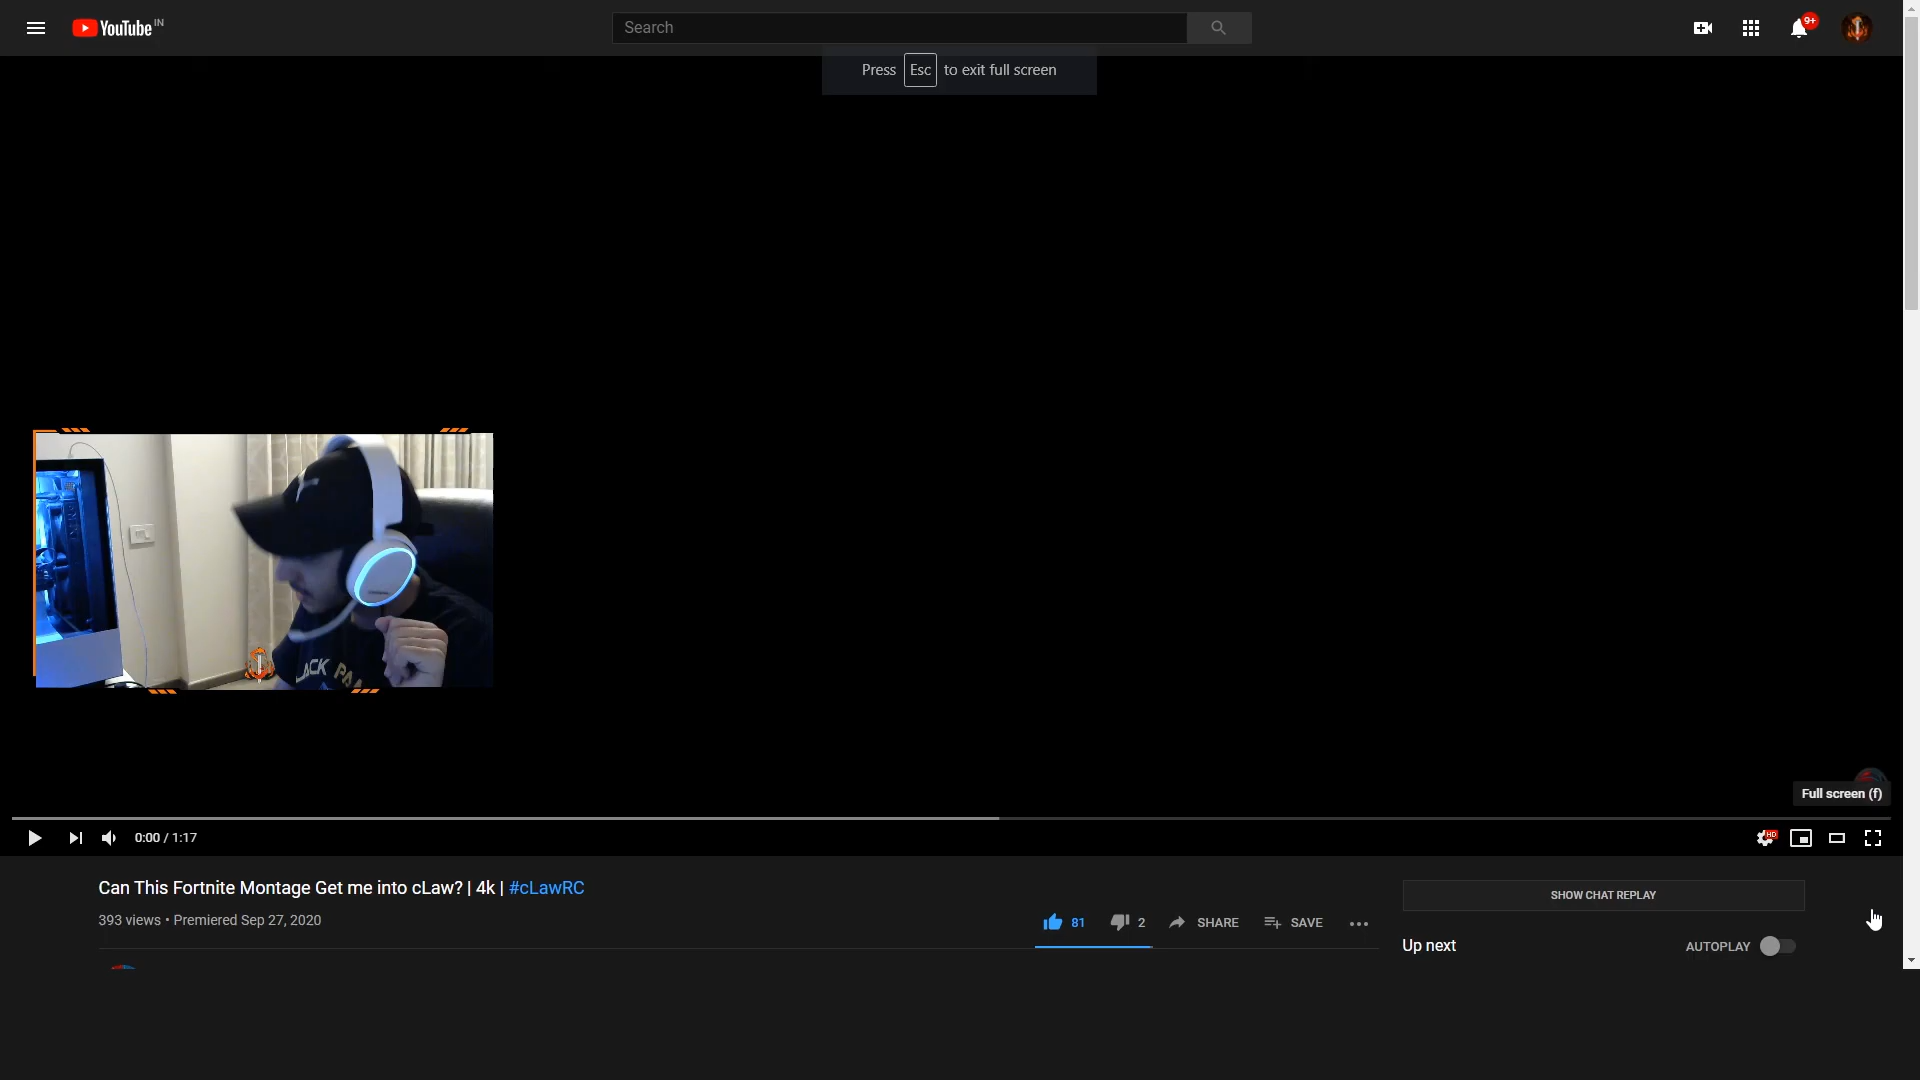 YouTube IN
Search
9+
Press Esc to exit full screen
Full screen (f)
0:00 / 1:17
HD
Can This Fortnite Montage Get me into cLaw? | 4k | #cLawRC
393 views • Premiered Sep 27, 2020
81
2
SHARE
SAVE
SHOW CHAT REPLAY
Up next
AUTOPLAY